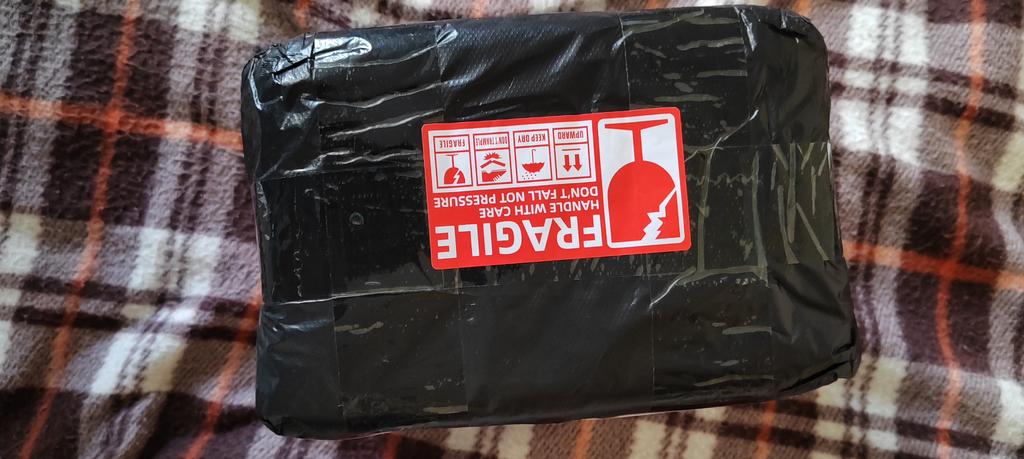 FRAGILE
HANDLE WITH CARE
DON'T FALL NOT PRESSURE
UPWARD
KEEP DRY
DON'T TRAMPLE
FRAGILE